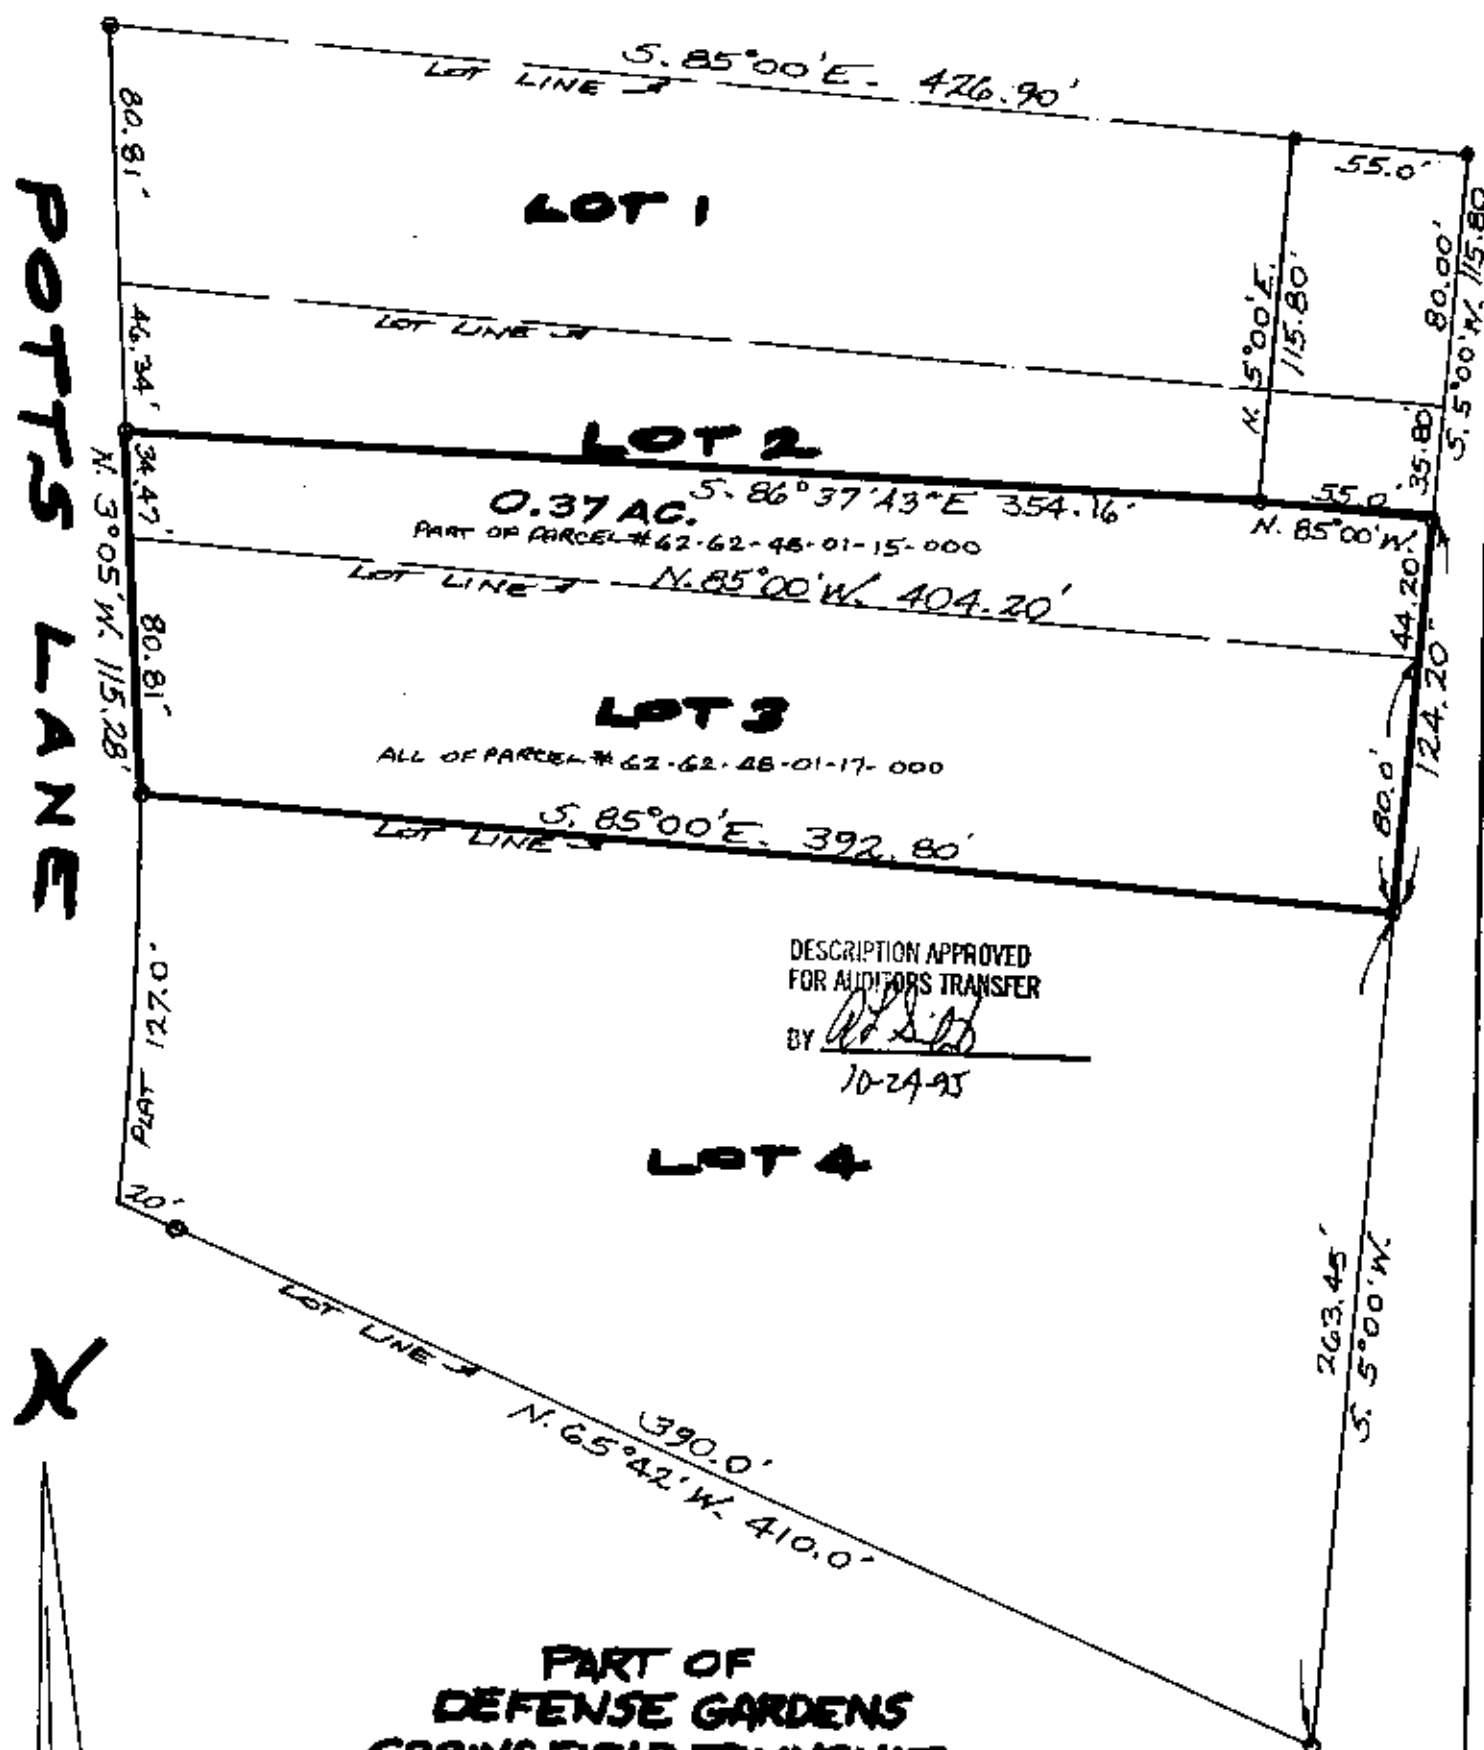 S. 85°00'E. 426.90'
LOT LINE
55.0'
80.81'
LOT 1
80.00'
S. 5°00'W. 115.80
N. 5°00'E.
115.80'
LOT LINE
POTTS LANE
46.34'
35.80'
LOT 2
34.47'
0.37 AC.
S. 86°37'43"E 354.16'
55.0'
N. 85°00'W.
PART OF PARCEL # 62-62-48-01-15-000
LOT LINE
N. 85°00'W. 404.20'
44.20'
N. 3°05'W. 115.28'
80.81'
124.20'
LOT 3
ALL OF PARCEL # 62-62-48-01-17-000
80.0'
S. 85°00'E. 392.80'
LOT LINE
DESCRIPTION APPROVED
FOR AUDITORS TRANSFER
BY
10-24-95
PLAT 127.0'
LOT 4
20'
LOT LINE
263.45'
S. 5°00'W.
390.0'
N. 65°42'W. 410.0'
N
PART OF
DEFENSE GARDENS
SPRINGFIELD TOWNSHIP